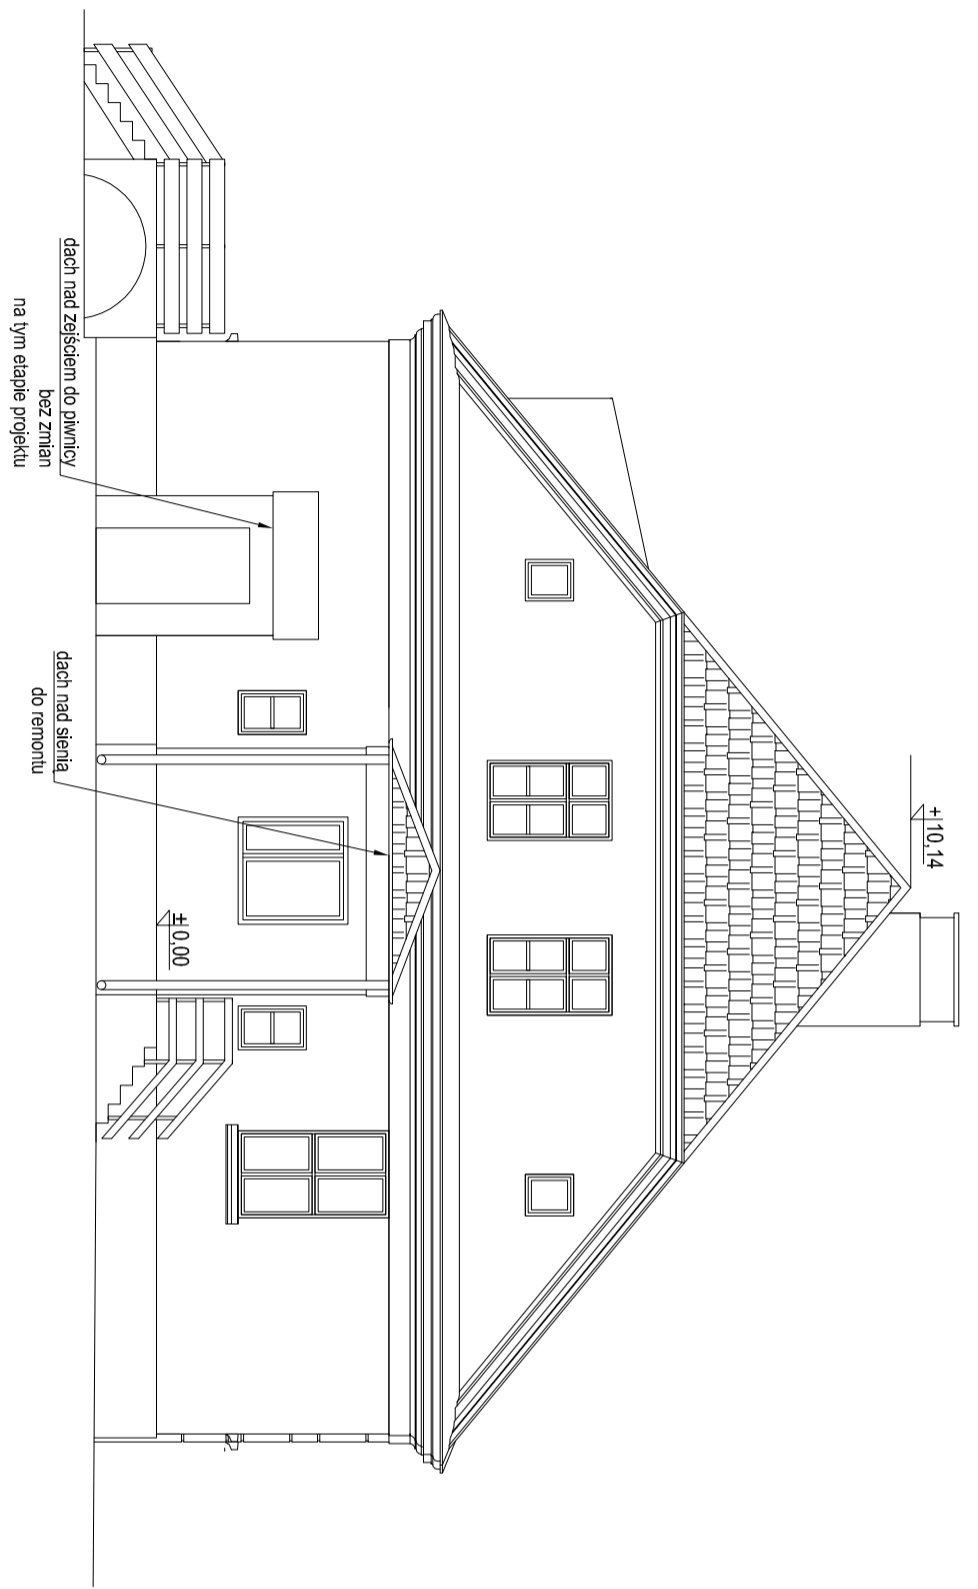 +10,14
±0,00
dach nad zejściem do piwnicy
bez zmian
na tym etapie projektu
dach nad sienią
do remontu